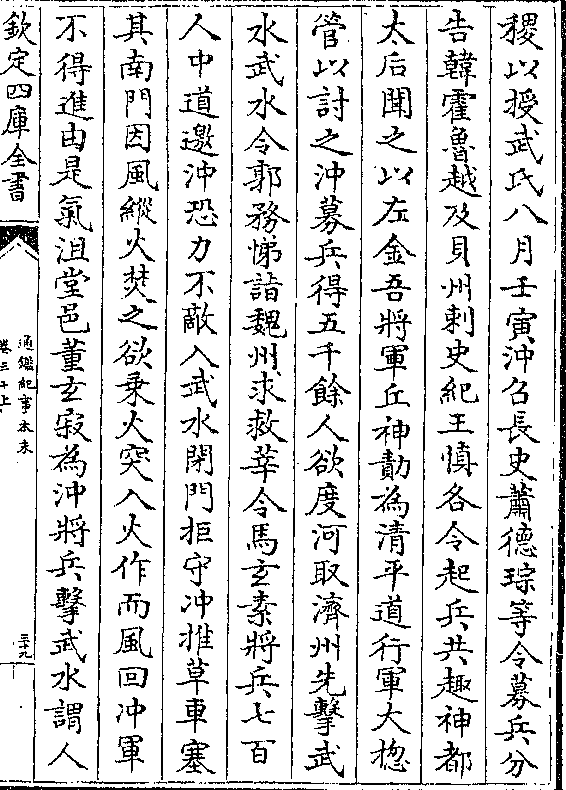 稷以授武氏八月壬寅沖召長史蕭德琮等令募兵分
告韓霍魯越及貝州刺史紀王慎各令起兵共趣神都
太后聞之以左金吾將軍丘神勣為清平道行軍大揔
管以討之沖募兵得五千餘人欲度河取濟州先擊武
水武水令郭務悌詣魏州求救莘令馬玄素將兵七百
人中道邀沖恐力不敵入武水閉門拒守沖推草車塞
其南門因風縱火焚之欲乗火突入火作而風回沖軍
不得進由是氣沮堂邑董玄寂為沖將兵擊武水謂人
欽定四庫全書
通鑑紀事本末
卷三十上
三十九